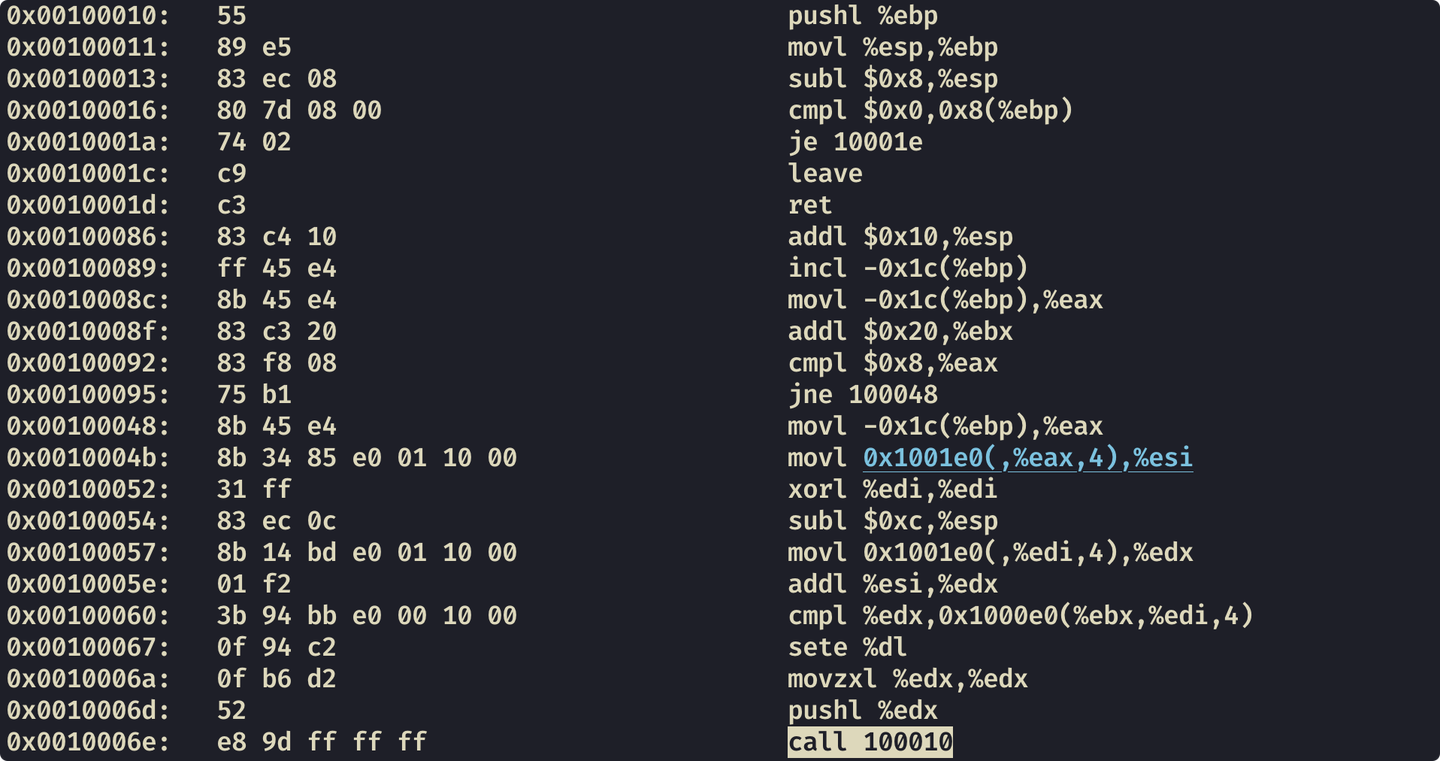 0x00100010: 55 pushl %ebp
0x00100011: 89 e5 movl %esp,%ebp
0x00100013: 83 ec 08 subl $0x8,%esp
0x00100016: 80 7d 08 00 cmpl $0x0,0x8(%ebp)
0x0010001a: 74 02 je 10001e
0x0010001c: c9 leave
0x0010001d: c3 ret
0x00100086: 83 c4 10 addl $0x10,%esp
0x00100089: ff 45 e4 incl -0x1c(%ebp)
0x0010008c: 8b 45 e4 movl -0x1c(%ebp),%eax
0x0010008f: 83 c3 20 addl $0x20,%ebx
0x00100092: 83 f8 08 cmpl $0x8,%eax
0x00100095: 75 b1 jne 100048
0x00100048: 8b 45 e4 movl -0x1c(%ebp),%eax
0x0010004b: 8b 34 85 e0 01 10 00 movl 0x1001e0(,%eax,4),%esi
0x00100052: 31 ff xorl %edi,%edi
0x00100054: 83 ec 0c subl $0xc,%esp
0x00100057: 8b 14 bd e0 01 10 00 movl 0x1001e0(,%edi,4),%edx
0x0010005e: 01 f2 addl %esi,%edx
0x00100060: 3b 94 bb e0 00 10 00 cmpl %edx,0x1000e0(%ebx,%edi,4)
0x00100067: 0f 94 c2 sete %dl
0x0010006a: 0f b6 d2 movzxl %edx,%edx
0x0010006d: 52 pushl %edx
0x0010006e: e8 9d ff ff ff call 100010